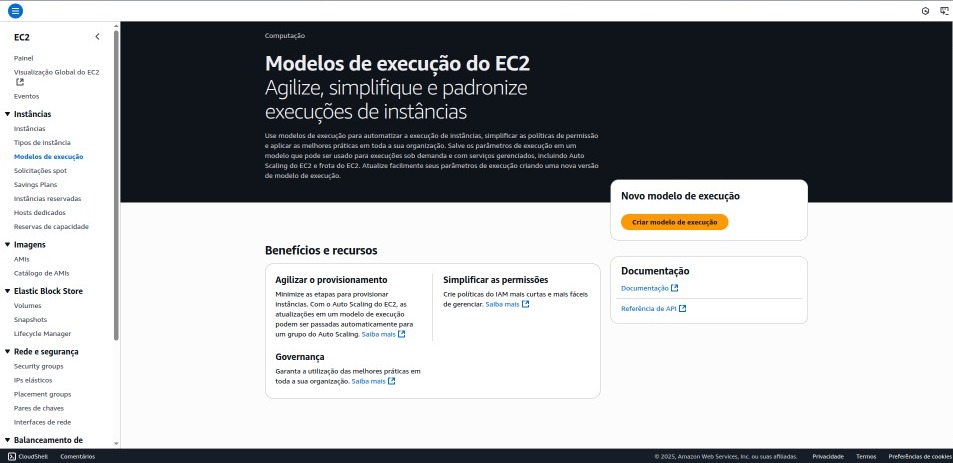 EC2
Painel
Visualização Global do EC2
Eventos
Instâncias
Instâncias
Tipos de instância
Modelos de execução
Solicitações spot
Savings Plans
Instâncias reservadas
Hosts dedicados
Reservas de capacidade
Imagens
AMIs
Catálogo de AMIs
Elastic Block Store
Volumes
Snapshots
Lifecycle Manager
Rede e segurança
Security groups
IPs elásticos
Placement groups
Pares de chaves
Interfaces de rede
Balanceamento de
Computação
Modelos de execução do EC2
Agilize, simplifique e padronize
execuções de instâncias
Use modelos de execução para automatizar a execução de instâncias, simplificar as políticas de permissão
e aplicar as melhores práticas em toda a sua organização. Salve os parâmetros de execução em um
modelo que pode ser usado para execuções sob demanda e com serviços gerenciados, incluindo Auto
Scaling do EC2 e frota do EC2. Atualize facilmente seus parâmetros de execução criando uma nova versão
de modelo de execução.
Novo modelo de execução
Criar modelo de execução
Benefícios e recursos
Agilizar o provisionamento
Minimize as etapas para provisionar
instâncias. Com o Auto Scaling do EC2, as
atualizações em um modelo de execução
podem ser passadas automaticamente para
um grupo do Auto Scaling. Saiba mais
Simplificar as permissões
Crie políticas do IAM mais curtas e mais fáceis
de gerenciar. Saiba mais
Governança
Garanta a utilização das melhores práticas em
toda a sua organização. Saiba mais
Documentação
Documentação
Referência de API
CloudShell
Comentários
© 2025, Amazon Web Services, Inc. ou suas afiliadas.
Privacidade
Termos
Preferências de cookies